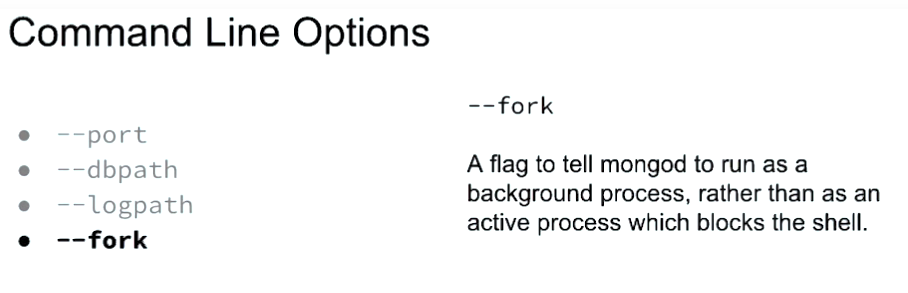 Command Line Options
● --port
● --dbpath
● --logpath
● --fork
--fork
A flag to tell mongod to run as a
background process, rather than as an
active process which blocks the shell.